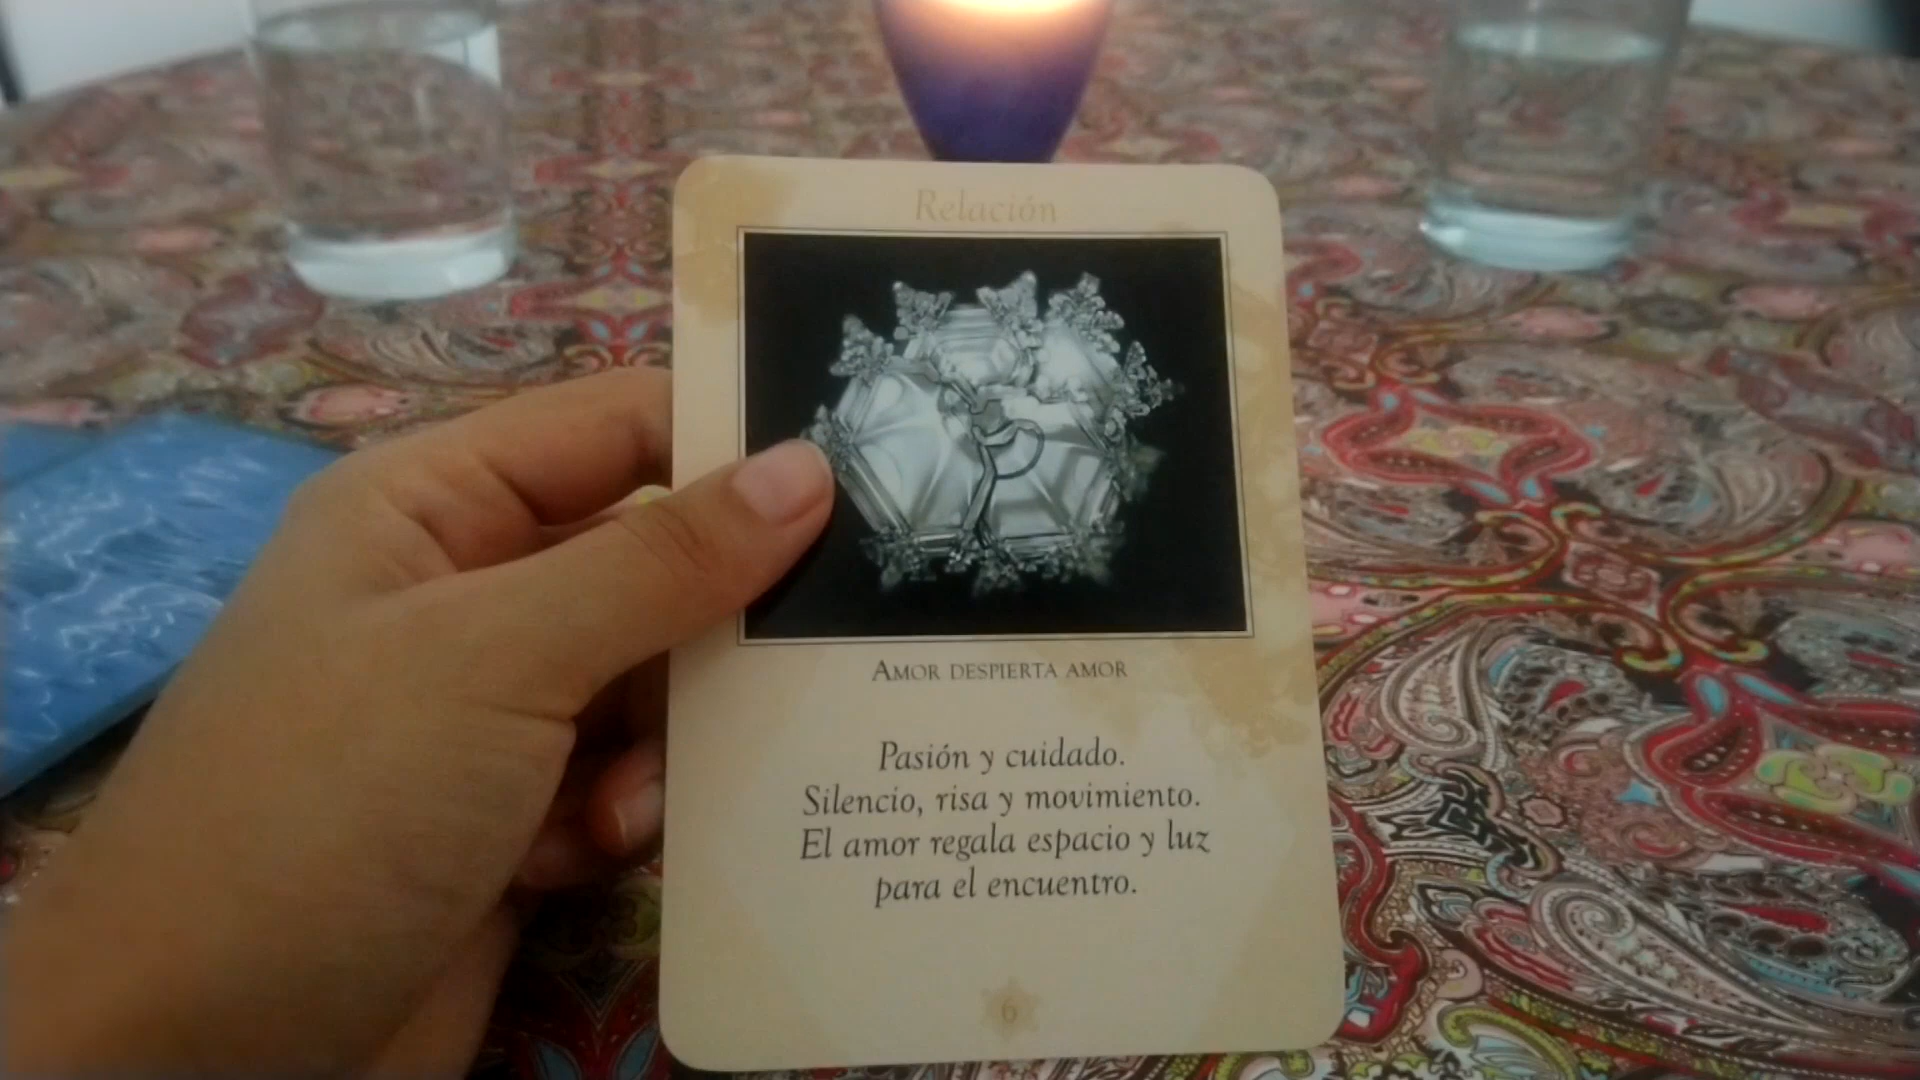 Relación
AMOR DESPIERTA AMOR
Pasión y cuidado.
Silencio, risa y movimiento.
El amor regala espacio y luz
para el encuentro.
6